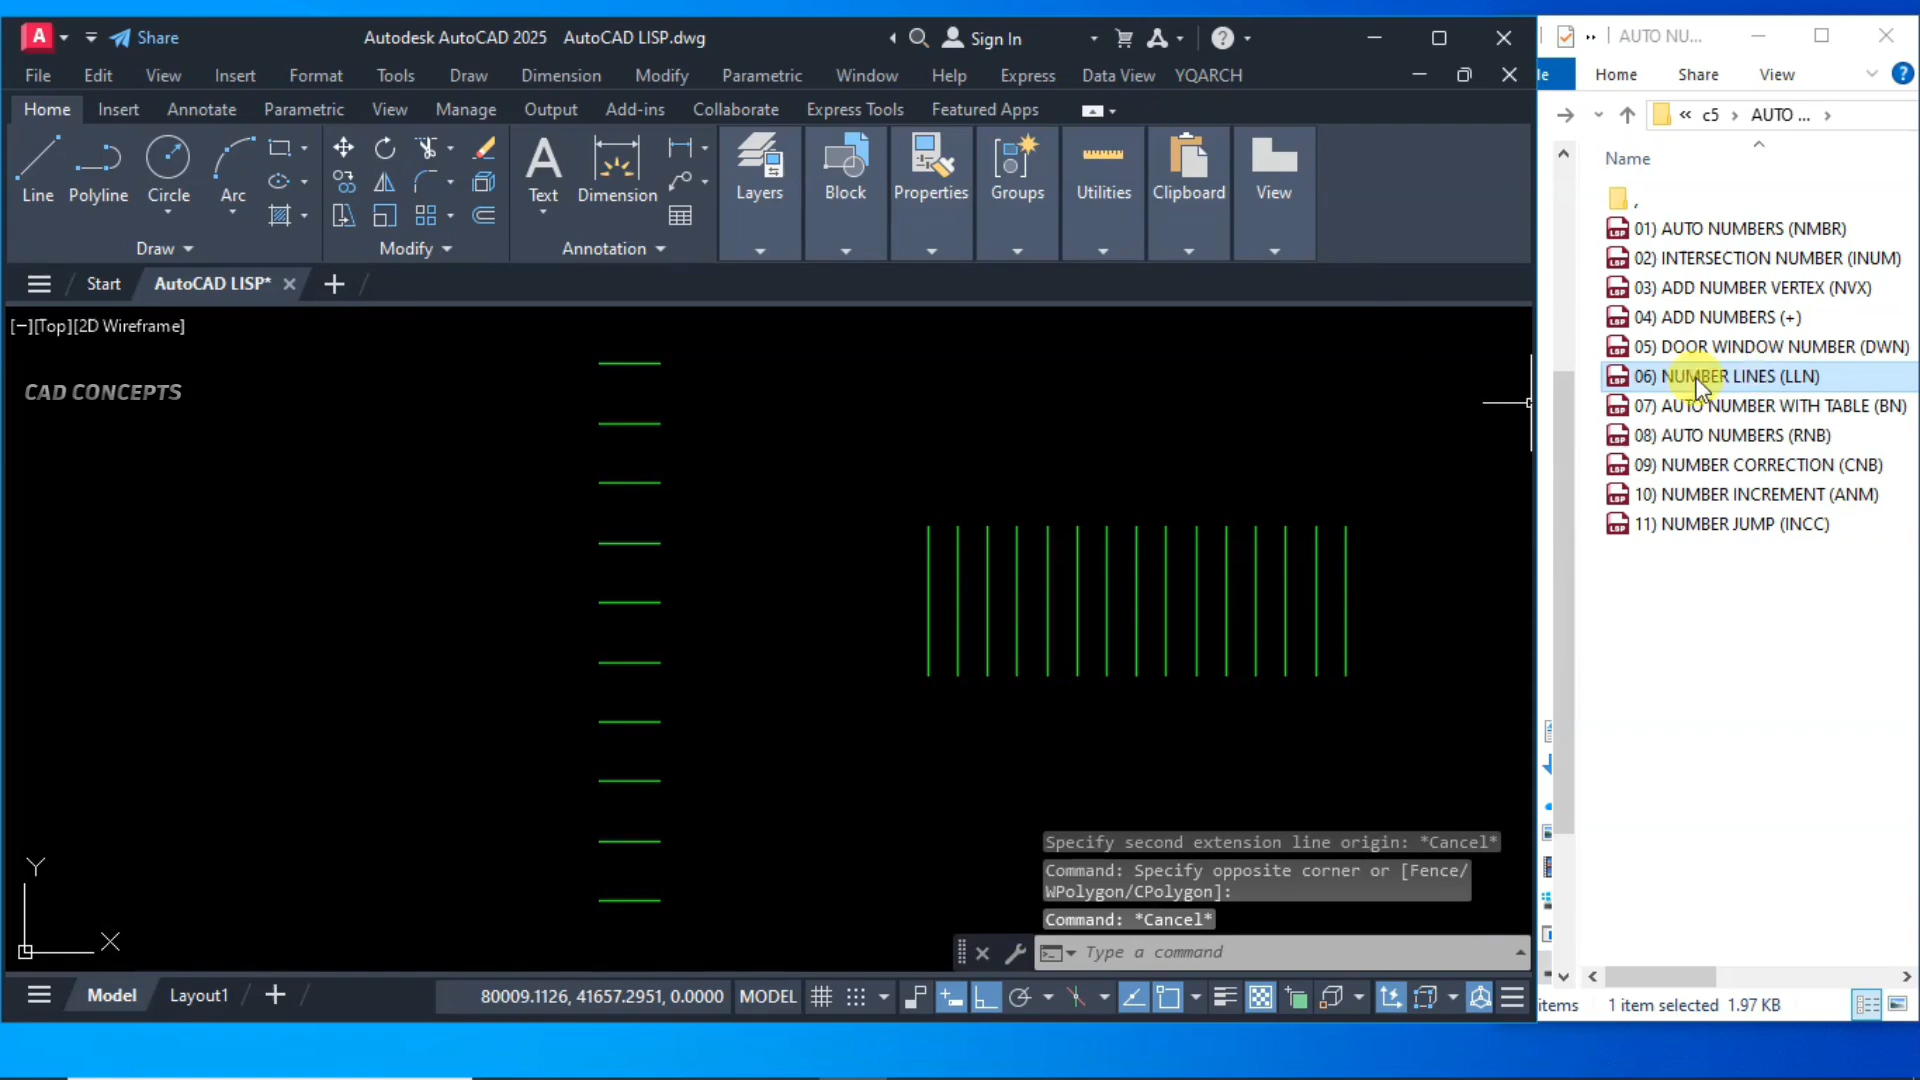 A Share Autodesk AutoCAD 2025 AutoCAD LISP.dwg Sign In ?
File Edit View Insert Format Tools Draw Dimension Modify Parametric Window Help Express Data View YQARCH
Home Insert Annotate Parametric View Manage Output Add-ins Collaborate Express Tools Featured Apps
Line Polyline Circle Arc Text Dimension Layers Block Properties Groups Utilities Clipboard View
Draw Modify Annotation
Start AutoCAD LISP*
[−][Top][2D Wireframe]
CAD CONCEPTS
Y
X
Specify second extension line origin: *Cancel*
Command: Specify opposite corner or [Fence/
WPolygon/CPolygon]:
Command: *Cancel*
Type a command
Model Layout1 80009.1126, 41657.2951, 0.0000 MODEL
AUTO NU...
le Home Share View ?
« c5 › AUTO ... ›
Name
,
01) AUTO NUMBERS (NMBR)
02) INTERSECTION NUMBER (INUM)
03) ADD NUMBER VERTEX (NVX)
04) ADD NUMBERS (+)
05) DOOR WINDOW NUMBER (DWN)
06) NUMBER LINES (LLN)
07) AUTO NUMBER WITH TABLE (BN)
08) AUTO NUMBERS (RNB)
09) NUMBER CORRECTION (CNB)
10) NUMBER INCREMENT (ANM)
11) NUMBER JUMP (INCC)
items 1 item selected 1.97 KB